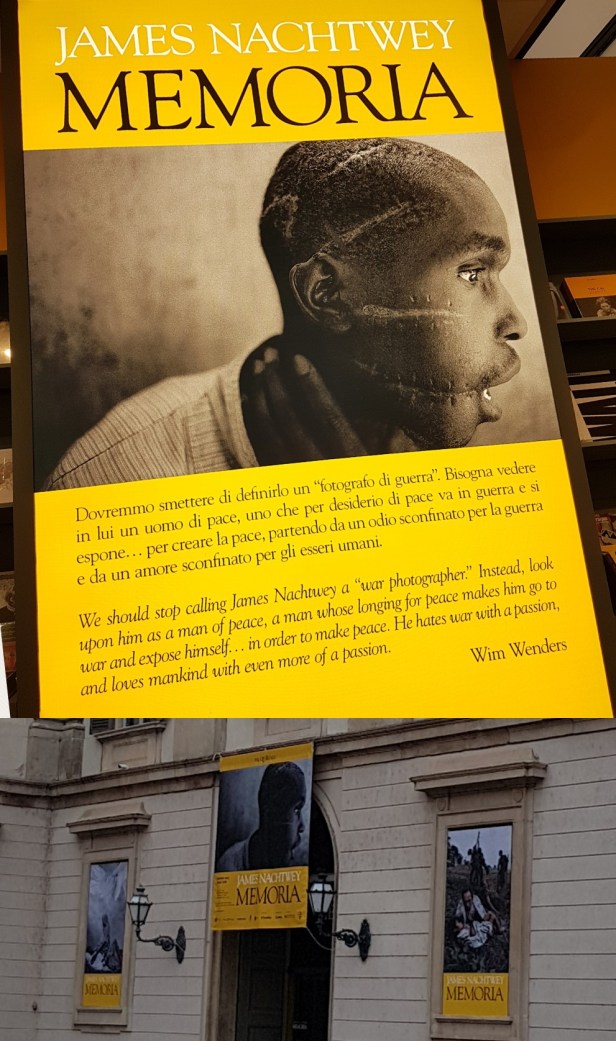 JAMES NACHTWEY
MEMORIA
Dovremmo smettere di definirlo un “fotografo di guerra”. Bisogna vedere
in lui un uomo di pace, uno che per desiderio di pace va in guerra e si
espone... per creare la pace, partendo da un odio sconfinato per la guerra
e da un amore sconfinato per gli esseri umani.
We should stop calling James Nachtwey a “war photographer.” Instead, look
upon him as a man of peace, a man whose longing for peace makes him go to
war and expose himself... in order to make peace. He hates war with a passion,
and loves mankind with even more of a passion.
Wim Wenders
JAMES NACHTWEY
MEMORIA
JAMES NACHTWEY
MEMORIA
JAMES NACHTWEY
MEMORIA